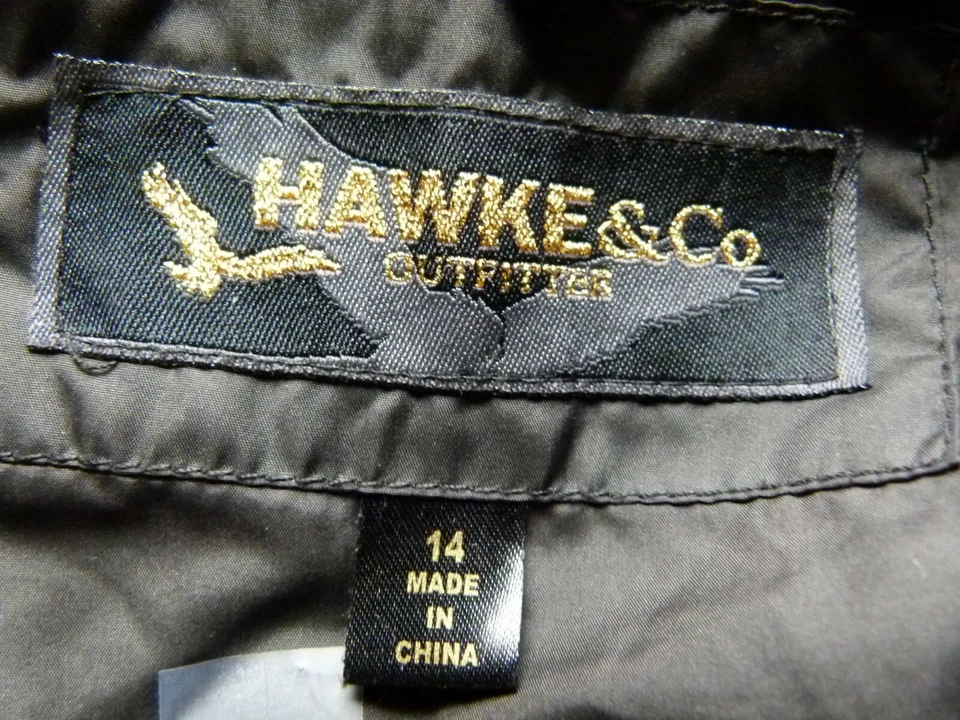 HAWKE&Co
OUTFITTER
14
MADE
IN
CHINA